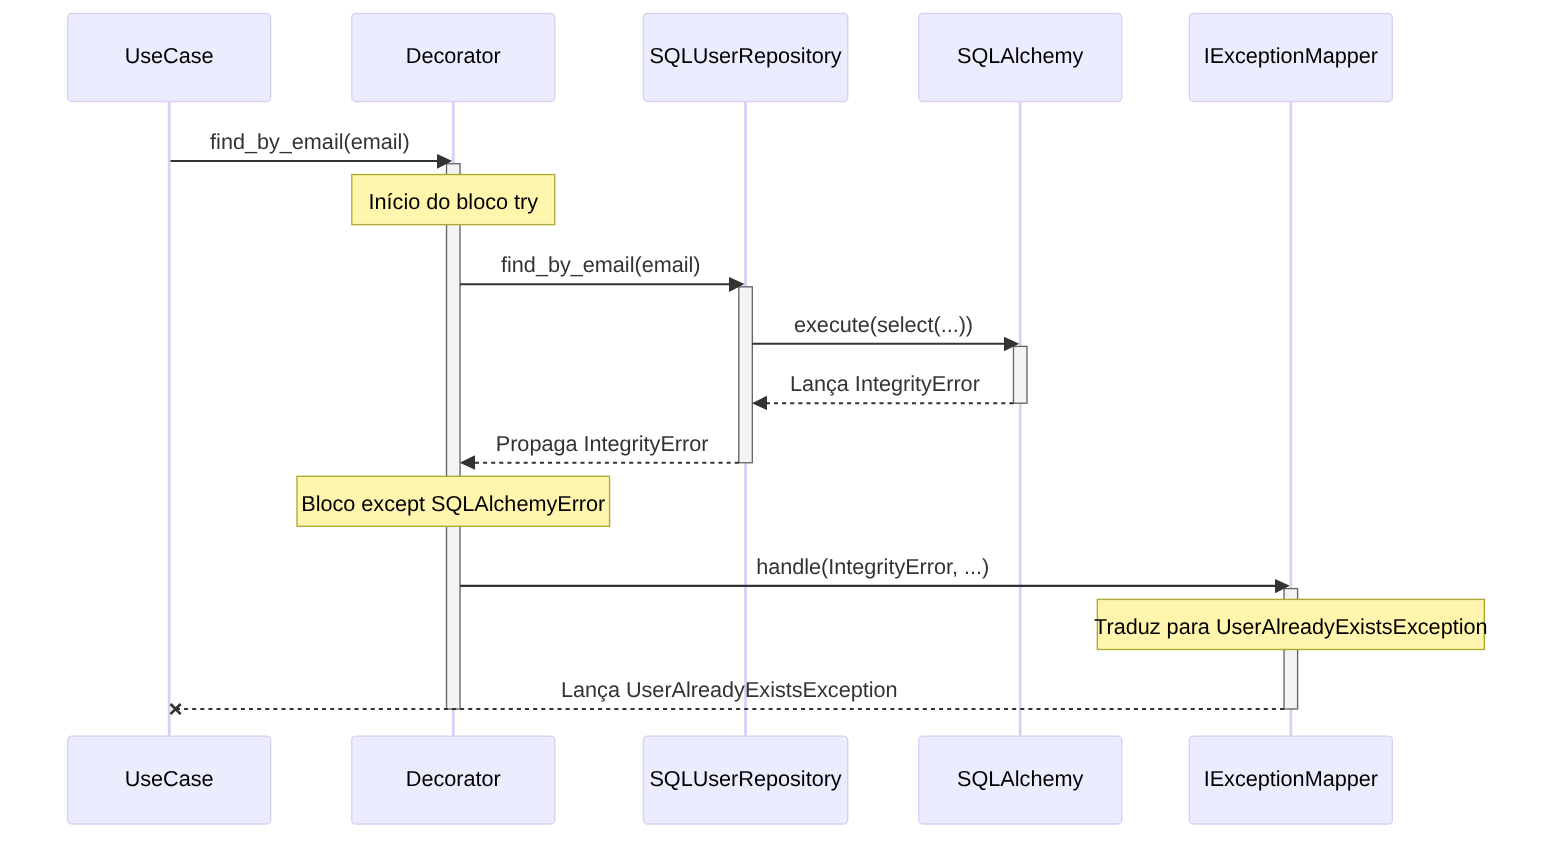 UseCase
Decorator
SQLUserRepository
SQLAlchemy
IExceptionMapper
find_by_email(email)
Início do bloco try
find_by_email(email)
execute(select(...))
Lança IntegrityError
Propaga IntegrityError
Bloco except SQLAlchemyError
handle(IntegrityError, ...)
Traduz para UserAlreadyExistsException
Lança UserAlreadyExistsException
UseCase
Decorator
SQLUserRepository
SQLAlchemy
IExceptionMapper